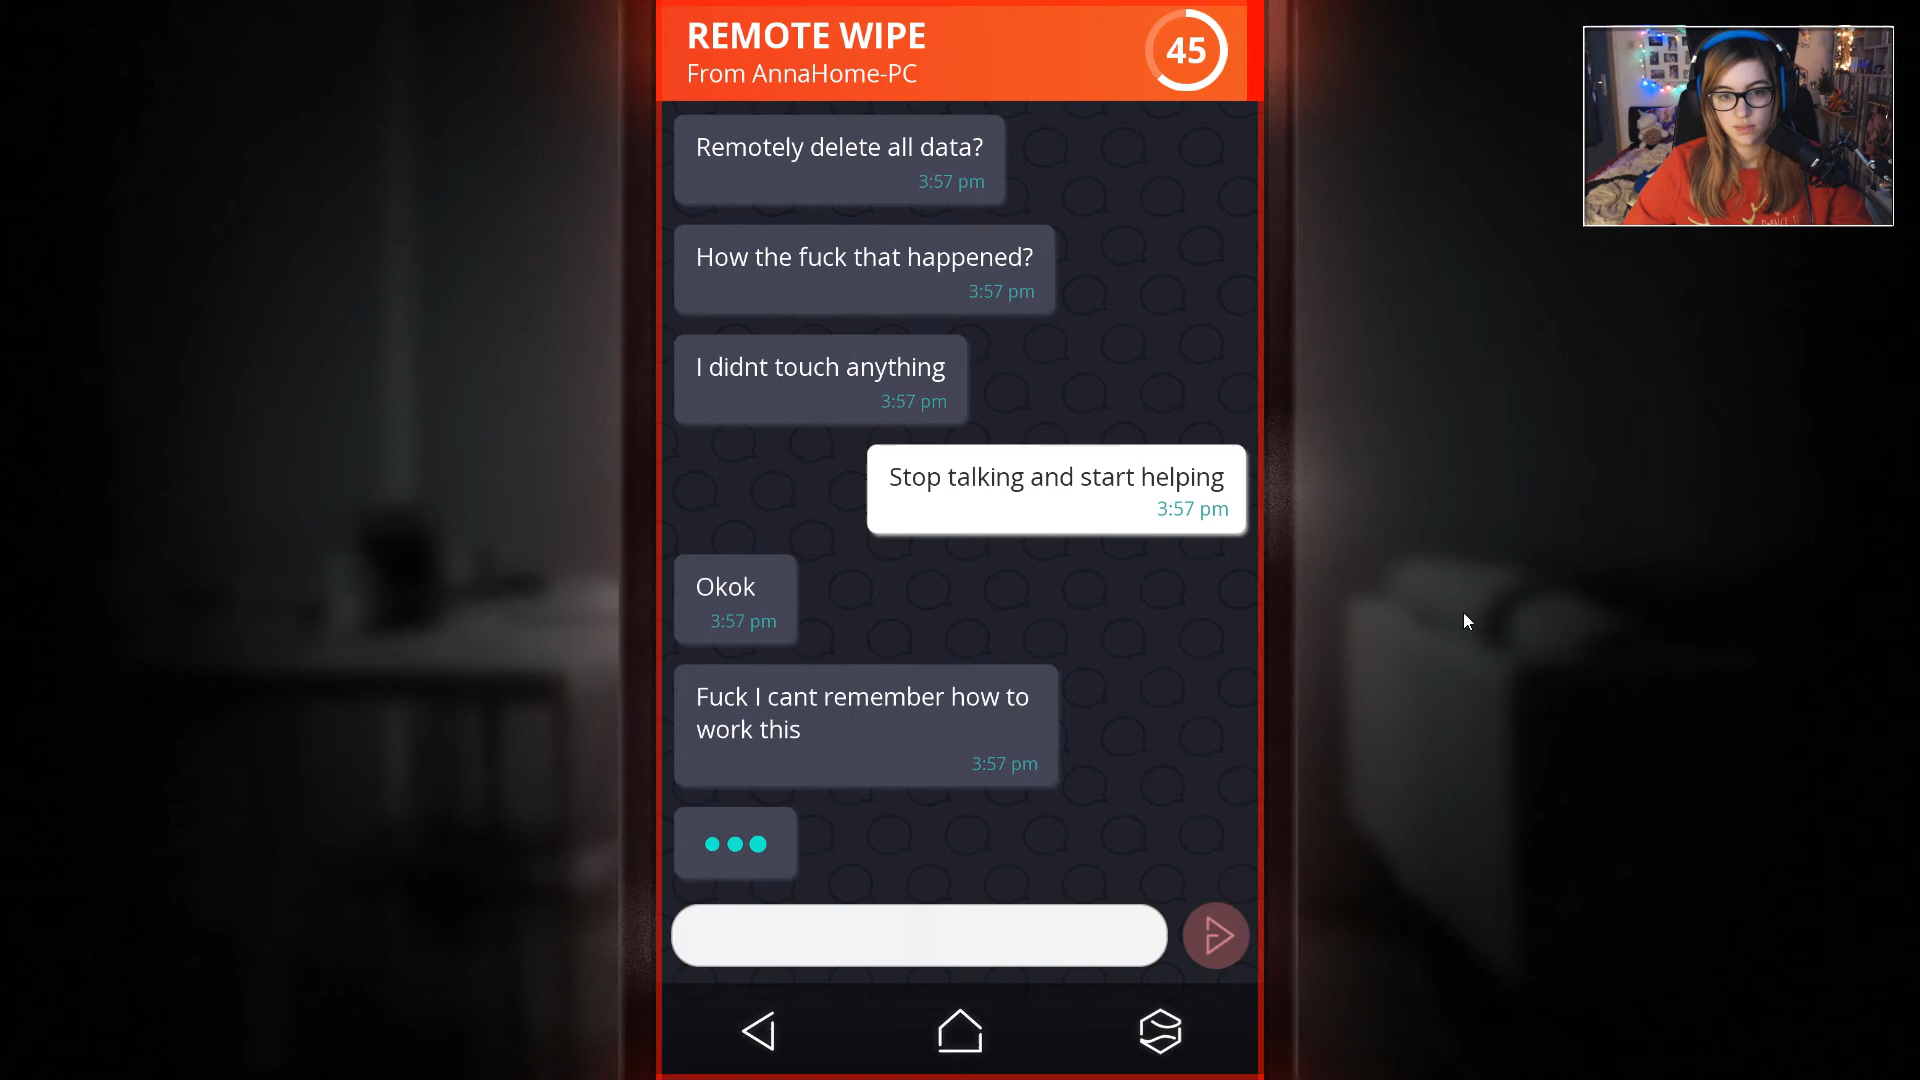 REMOTE WIPE
From AnnaHome-PC
45
Remotely delete all data?
3:57 pm
How the fuck that happened?
3:57 pm
I didnt touch anything
3:57 pm
Stop talking and start helping
3:57 pm
Okok
3:57 pm
Fuck I cant remember how to
work this
3:57 pm